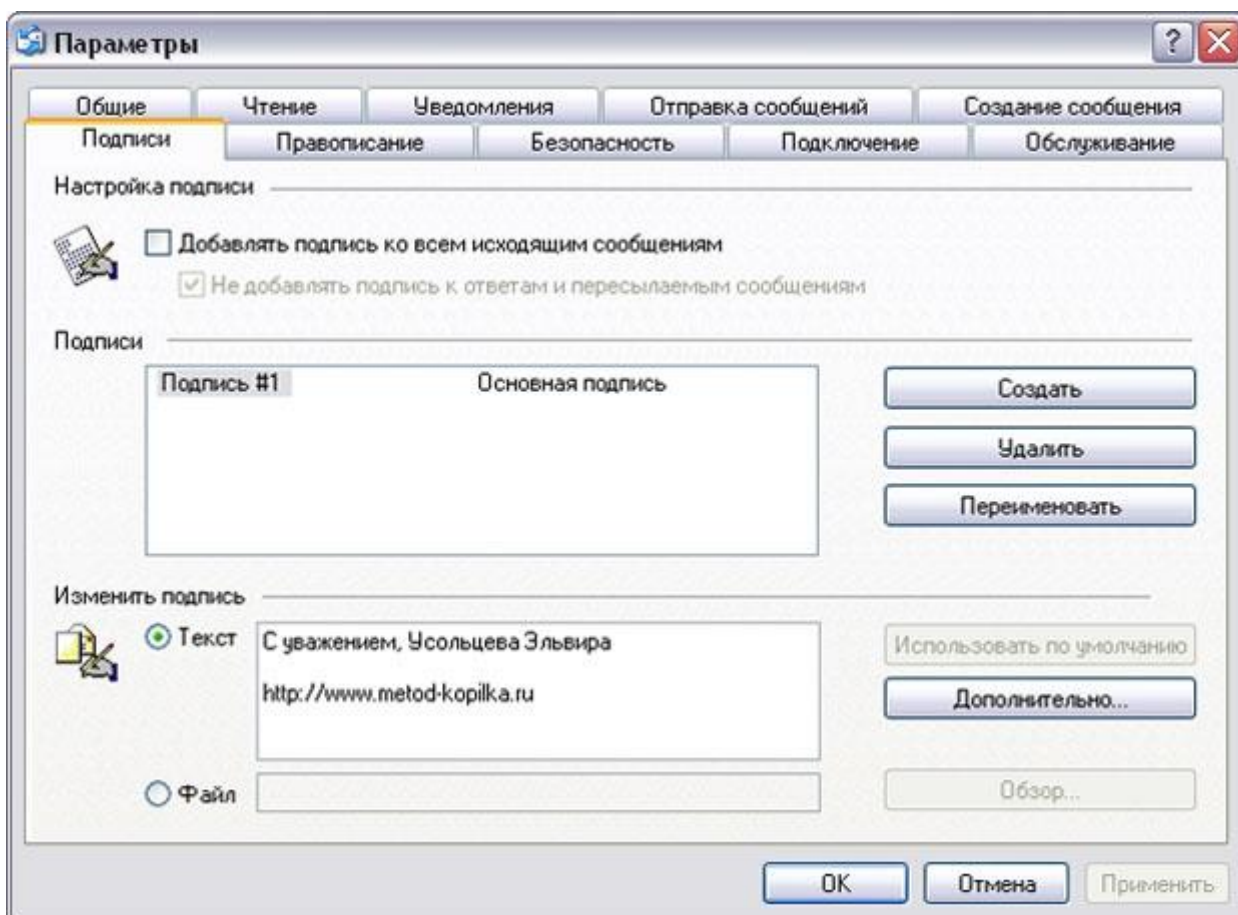 Параметры
Общие Чтение Уведомления Отправка сообщений Создание сообщения
Подписи Правописание Безопасность Подключение Обслуживание
Настройка подписи
Добавлять подпись ко всем исходящим сообщениям
Не добавлять подпись к ответам и пересылаемым сообщениям
Подписи
Подпись #1 Основная подпись
Создать
Удалить
Переименовать
Изменить подпись
Текст
С уважением, Усольцева Эльвира
http://www.metod-kopilka.ru
Использовать по умолчанию
Дополнительно...
Файл
Обзор...
OK Отмена Применить